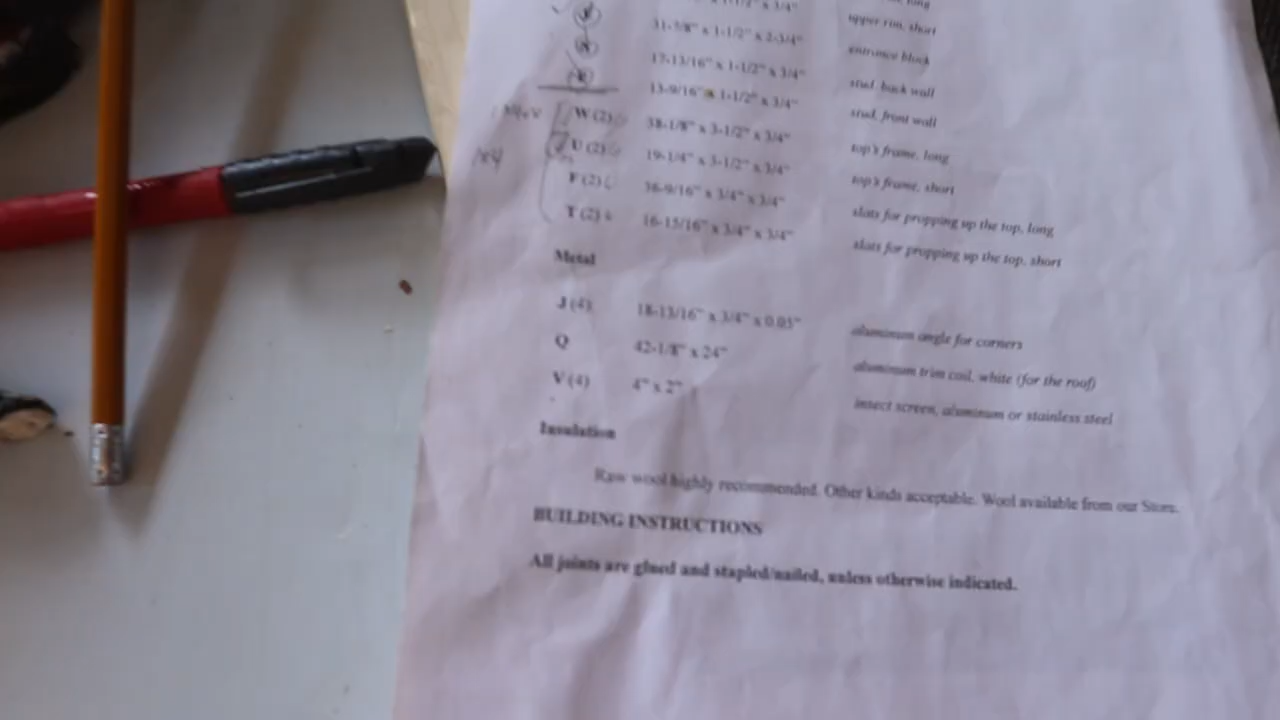 upper run, short
31-5/8" x 1-1/2" x 2-3/4" entrance block
17-13/16" x 1-1/2" x 3/4" stud, back wall
13-9/16" x 1-1/2" x 3/4" stud, front wall
W (2) 38-1/8" x 3-1/2" x 3/4" top's frame, long
U (2) 19-1/4" x 3-1/2" x 3/4" top's frame, short
F (2) 36-9/16" x 3/4" x 3/4" slats for propping up the top, long
T (2) 16-15/16" x 3/4" x 3/4" slats for propping up the top, short
Metal
J (4) 18-13/16" x 3/4" x 0.05" aluminum angle for corners
Q 42-1/8" x 24" aluminum trim coil, white (for the roof)
V (4) 4" x 2" insect screen, aluminum or stainless steel
Insulation
Raw wool highly recommended. Other kinds acceptable. Wool available from our Store.
BUILDING INSTRUCTIONS
All joints are glued and stapled/nailed, unless otherwise indicated.